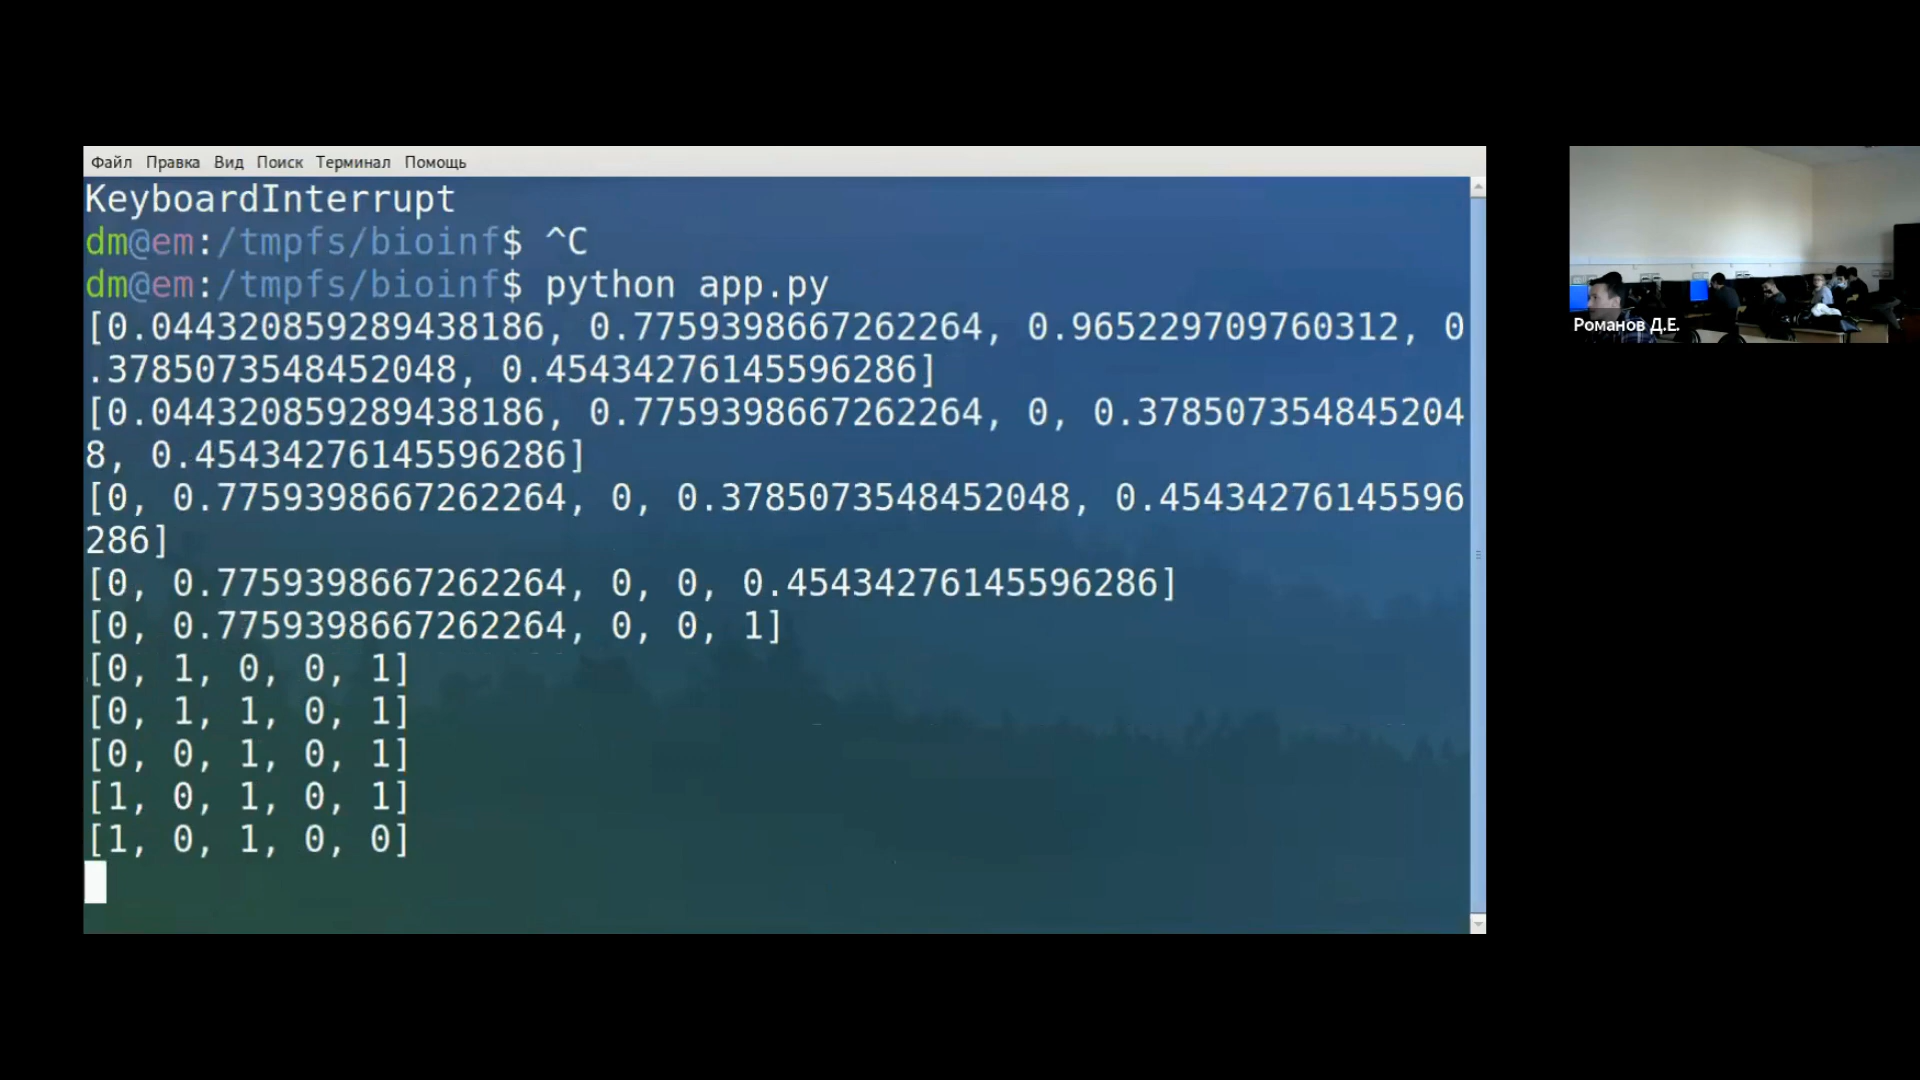 Файл Правка Вид Поиск Терминал Помощь
KeyboardInterrupt
dm@em:/tmpfs/bioinf$ ^C
dm@em:/tmpfs/bioinf$ python app.py
[0.044320859289438186, 0.7759398667262264, 0.965229709760312, 0
.3785073548452048, 0.45434276145596286]
[0.044320859289438186, 0.7759398667262264, 0, 0.378507354845204
8, 0.45434276145596286]
[0, 0.7759398667262264, 0, 0.3785073548452048, 0.45434276145596
286]
[0, 0.7759398667262264, 0, 0, 0.45434276145596286]
[0, 0.7759398667262264, 0, 0, 1]
[0, 1, 0, 0, 1]
[0, 1, 1, 0, 1]
[0, 0, 1, 0, 1]
[1, 0, 1, 0, 1]
[1, 0, 1, 0, 0]
Романов Д.Е.